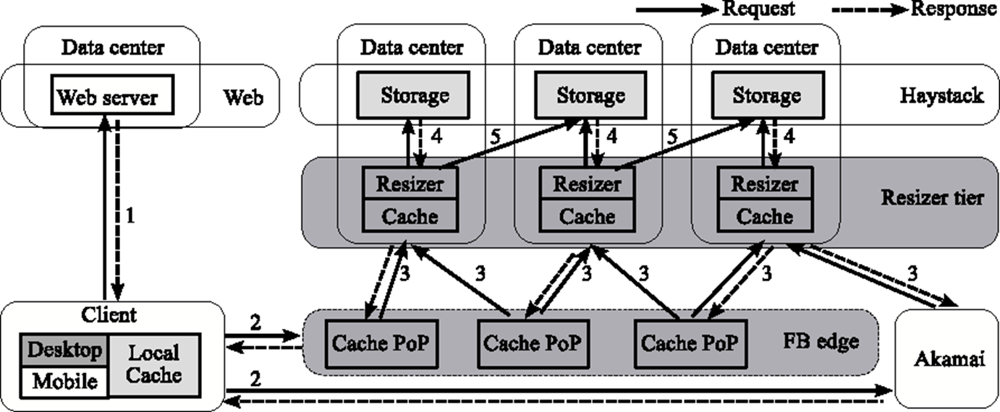 Request Response
Data center Data center Data center Data center
Web server Web Storage Storage Storage Haystack
4 5 4 5 4
Resizer Resizer Resizer Resizer tier
Cache Cache Cache
1
3 3 3 3 3 3
Client
2
Desktop Local Cache PoP Cache PoP Cache PoP FB edge
Mobile Cache Akamai
2